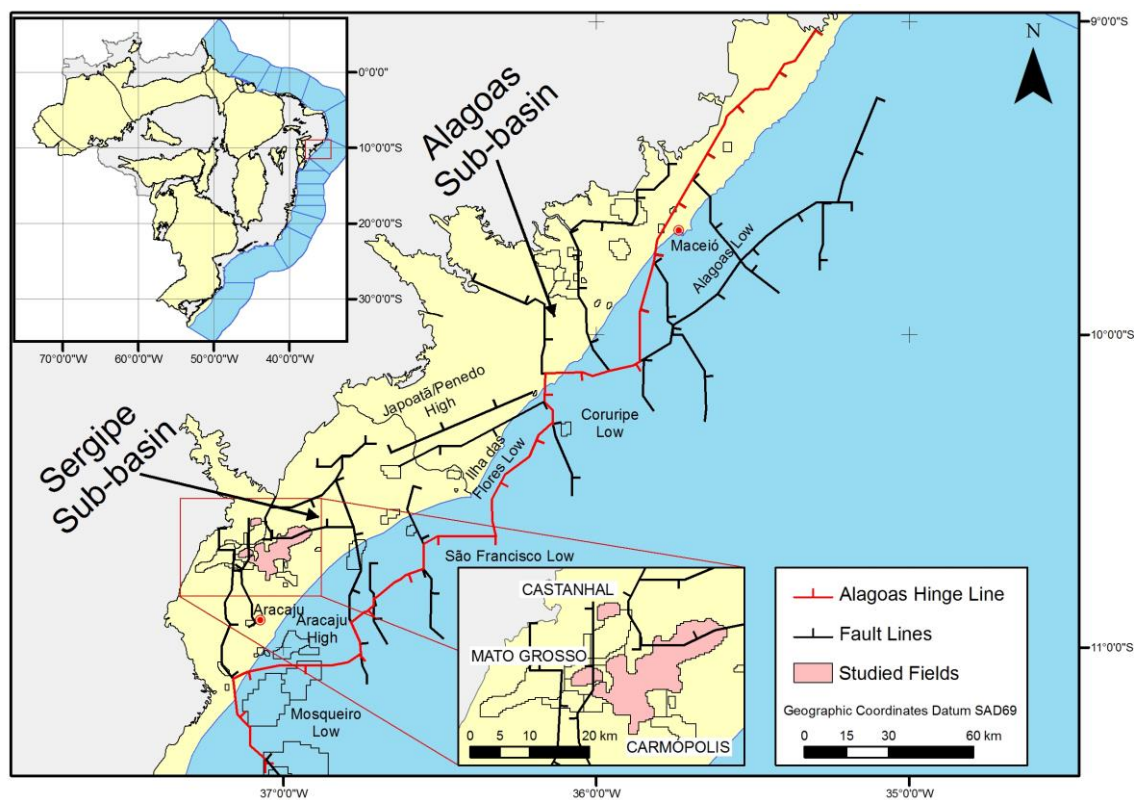 0°0'0"
10°0'0"S
20°0'0"S
30°0'0"S
70°0'0"W
60°0'0"W
50°0'0"W
40°0'0"W
9°0'0"S
N
Alagoas
Sub-basin
Maceió
Alagoas Low
10°0'0"S
Japoatã/Penedo
High
Coruripe
Low
Ilha das
Flores Low
Sergipe
Sub-basin
São Francisco Low
Aracaju
Aracaju
High
11°0'0"S
Mosqueiro
Low
CASTANHAL
MATO GROSSO
CARMÓPOLIS
0 5 10 20 km
Alagoas Hinge Line
Fault Lines
Studied Fields
Geographic Coordinates Datum SAD69
0 15 30 60 km
37°0'0"W
36°0'0"W
35°0'0"W